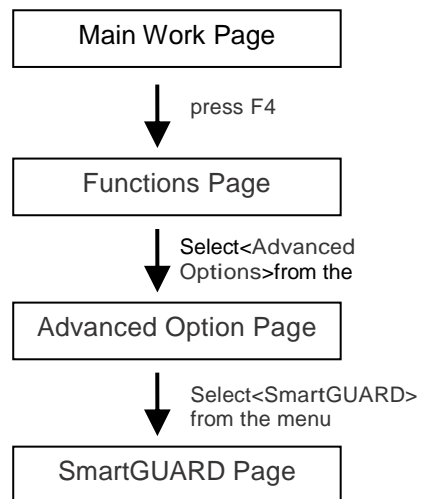 Main Work Page
press F4
Functions Page
Select<Advanced
Options>from the
Advanced Option Page
Select<SmartGUARD>
from the menu
SmartGUARD Page